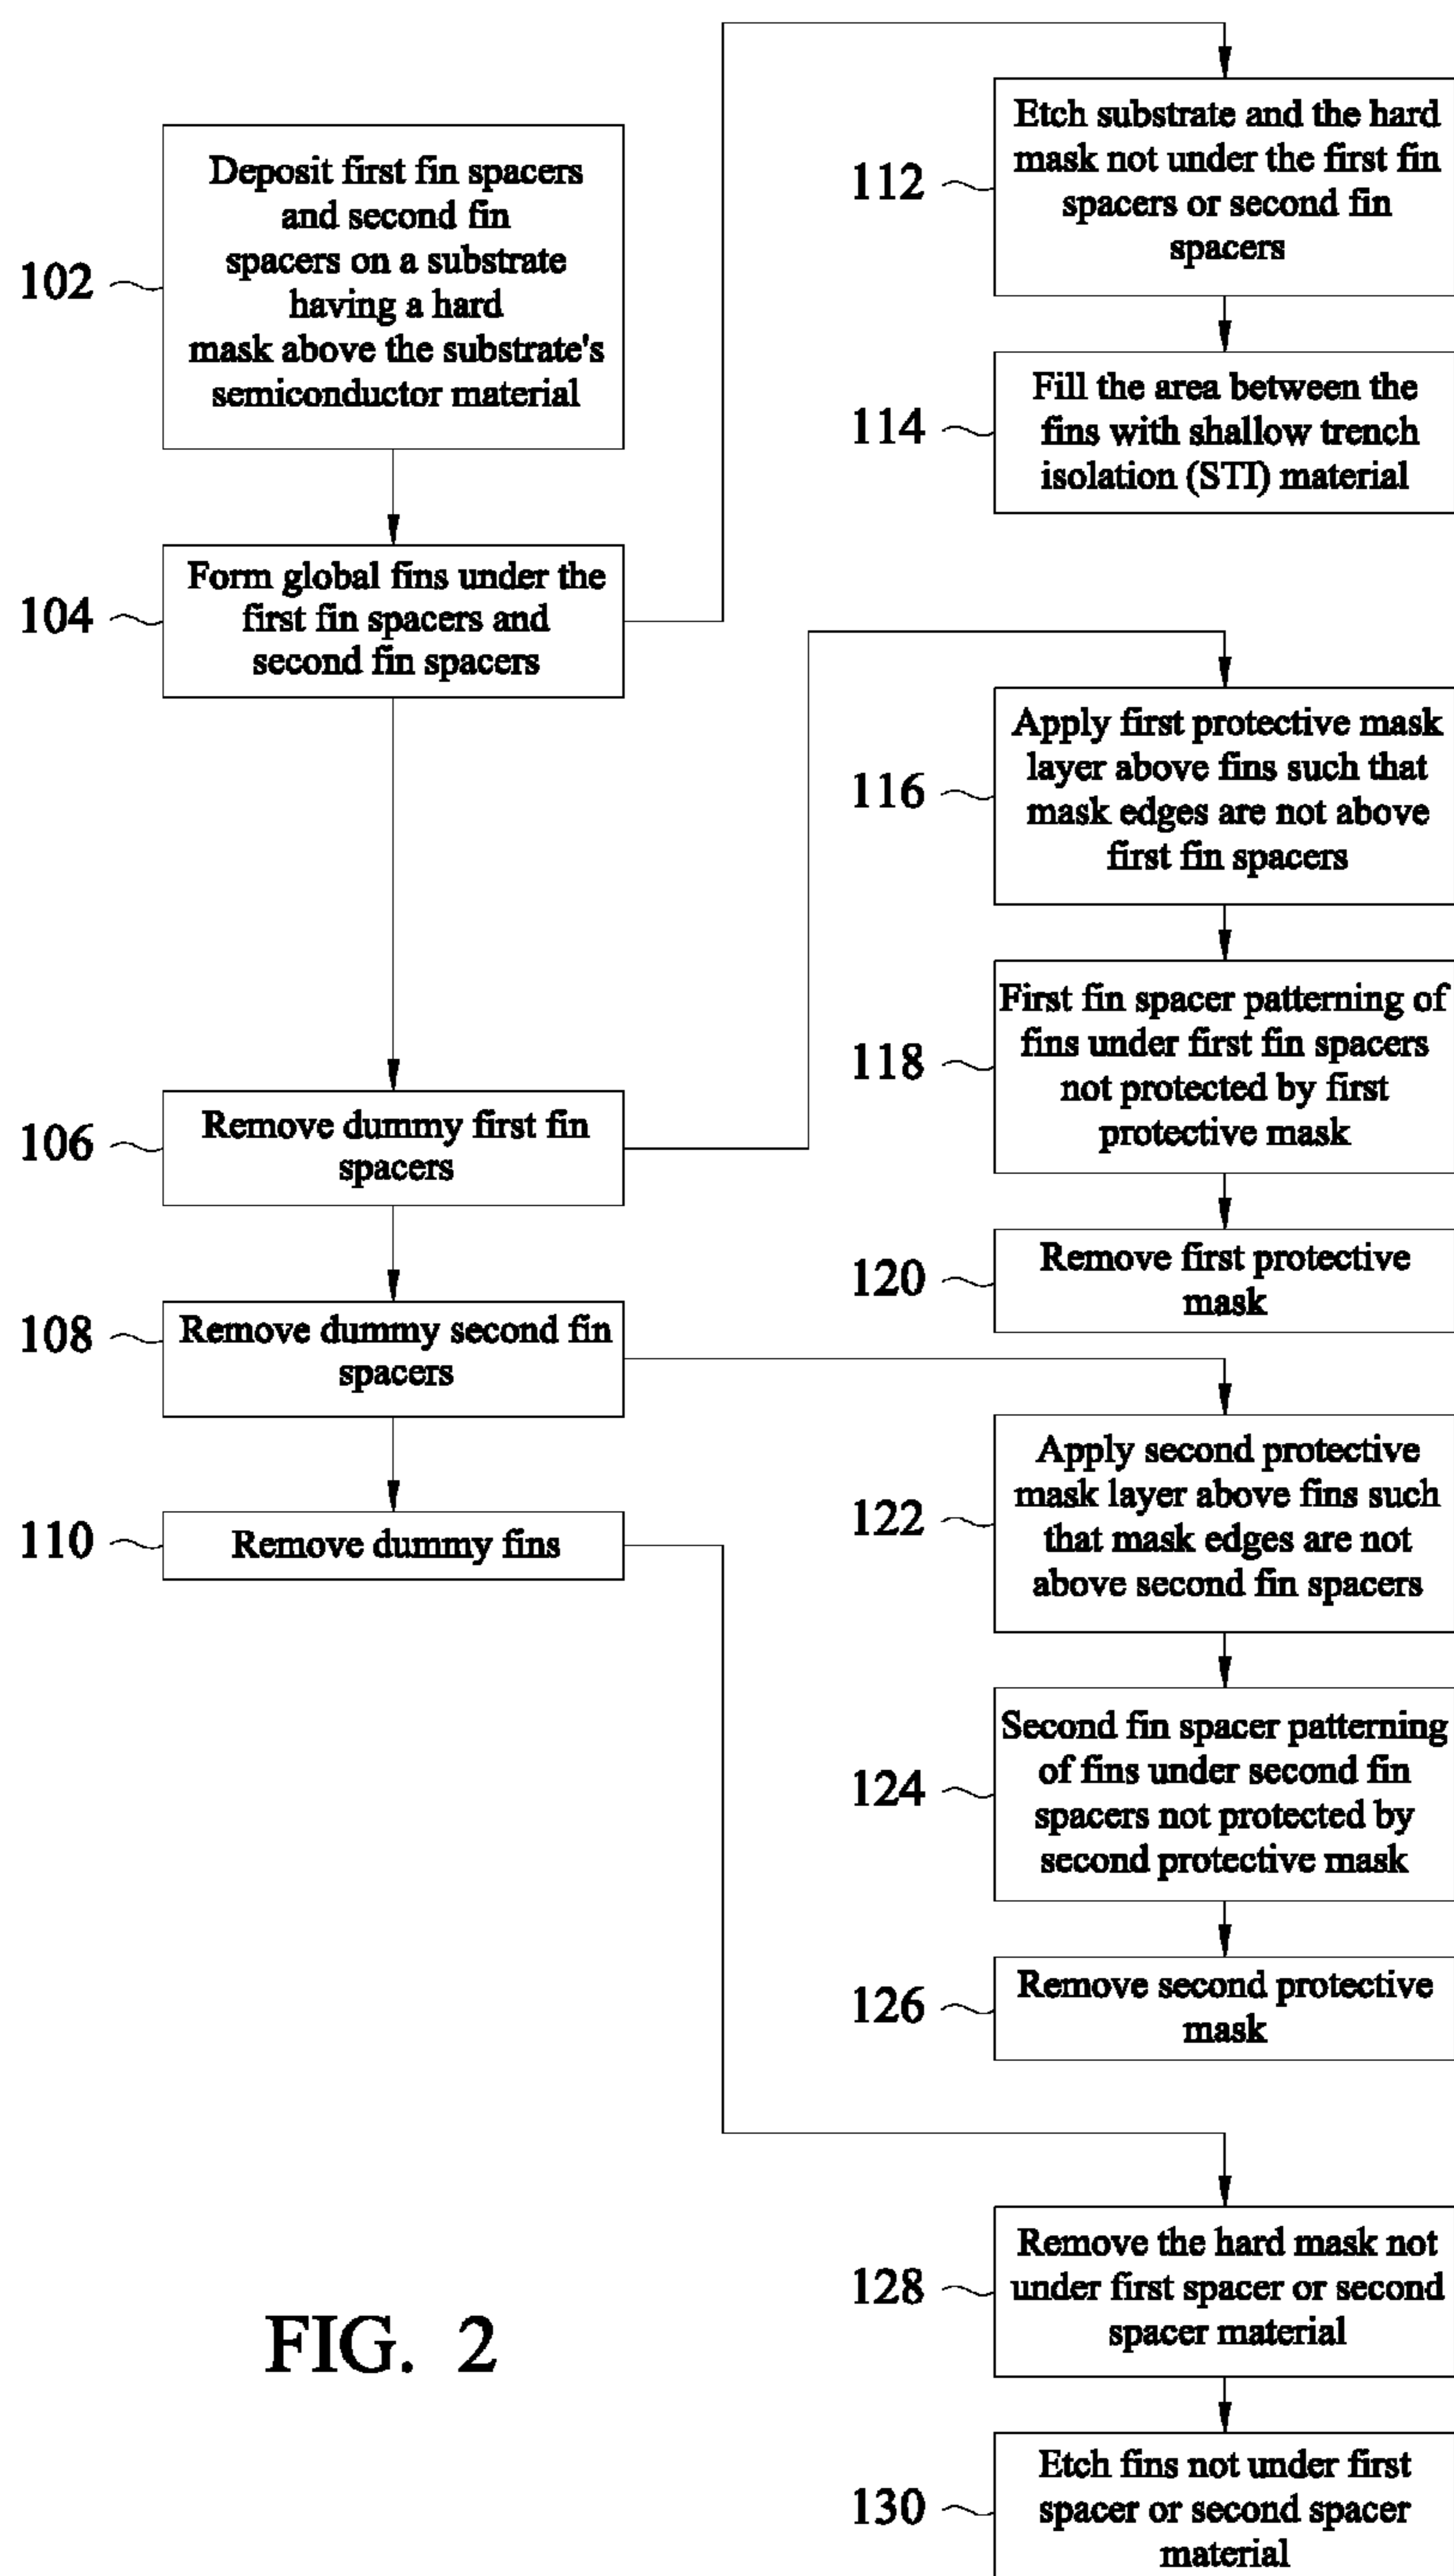 102
Deposit first fin spacers
and second fin
spacers on a substrate
having a hard
mask above the substrate's
semiconductor material
104
Form global fins under the
first fin spacers and
second fin spacers
106
Remove dummy first fin
spacers
108
Remove dummy second fin
spacers
110
Remove dummy fins
112
Etch substrate and the hard
mask not under the first fin
spacers or second fin
spacers
114
Fill the area between the
fins with shallow trench
isolation (STI) material
116
Apply first protective mask
layer above fins such that
mask edges are not above
first fin spacers
118
First fin spacer patterning of
fins under first fin spacers
not protected by first
protective mask
120
Remove first protective
mask
122
Apply second protective
mask layer above fins such
that mask edges are not
above second fin spacers
124
Second fin spacer patterning
of fins under second fin
spacers not protected by
second protective mask
126
Remove second protective
mask
128
Remove the hard mask not
under first spacer or second
spacer material
130
Etch fins not under first
spacer or second spacer
material
FIG. 2